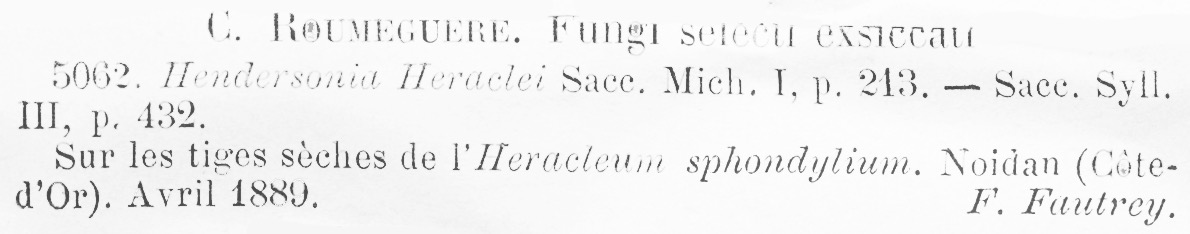 C. ROUMEGUERE. Fungi selecti exsiccati
5062. Hendersonia Heraclei Sacc. Mich. I, p. 213. — Sacc. Syll.
III, p. 432.
Sur les tiges sèches de l'Heracleum sphondylium. Noidan (Côte-
d'Or). Avril 1889. F. Fautrey.